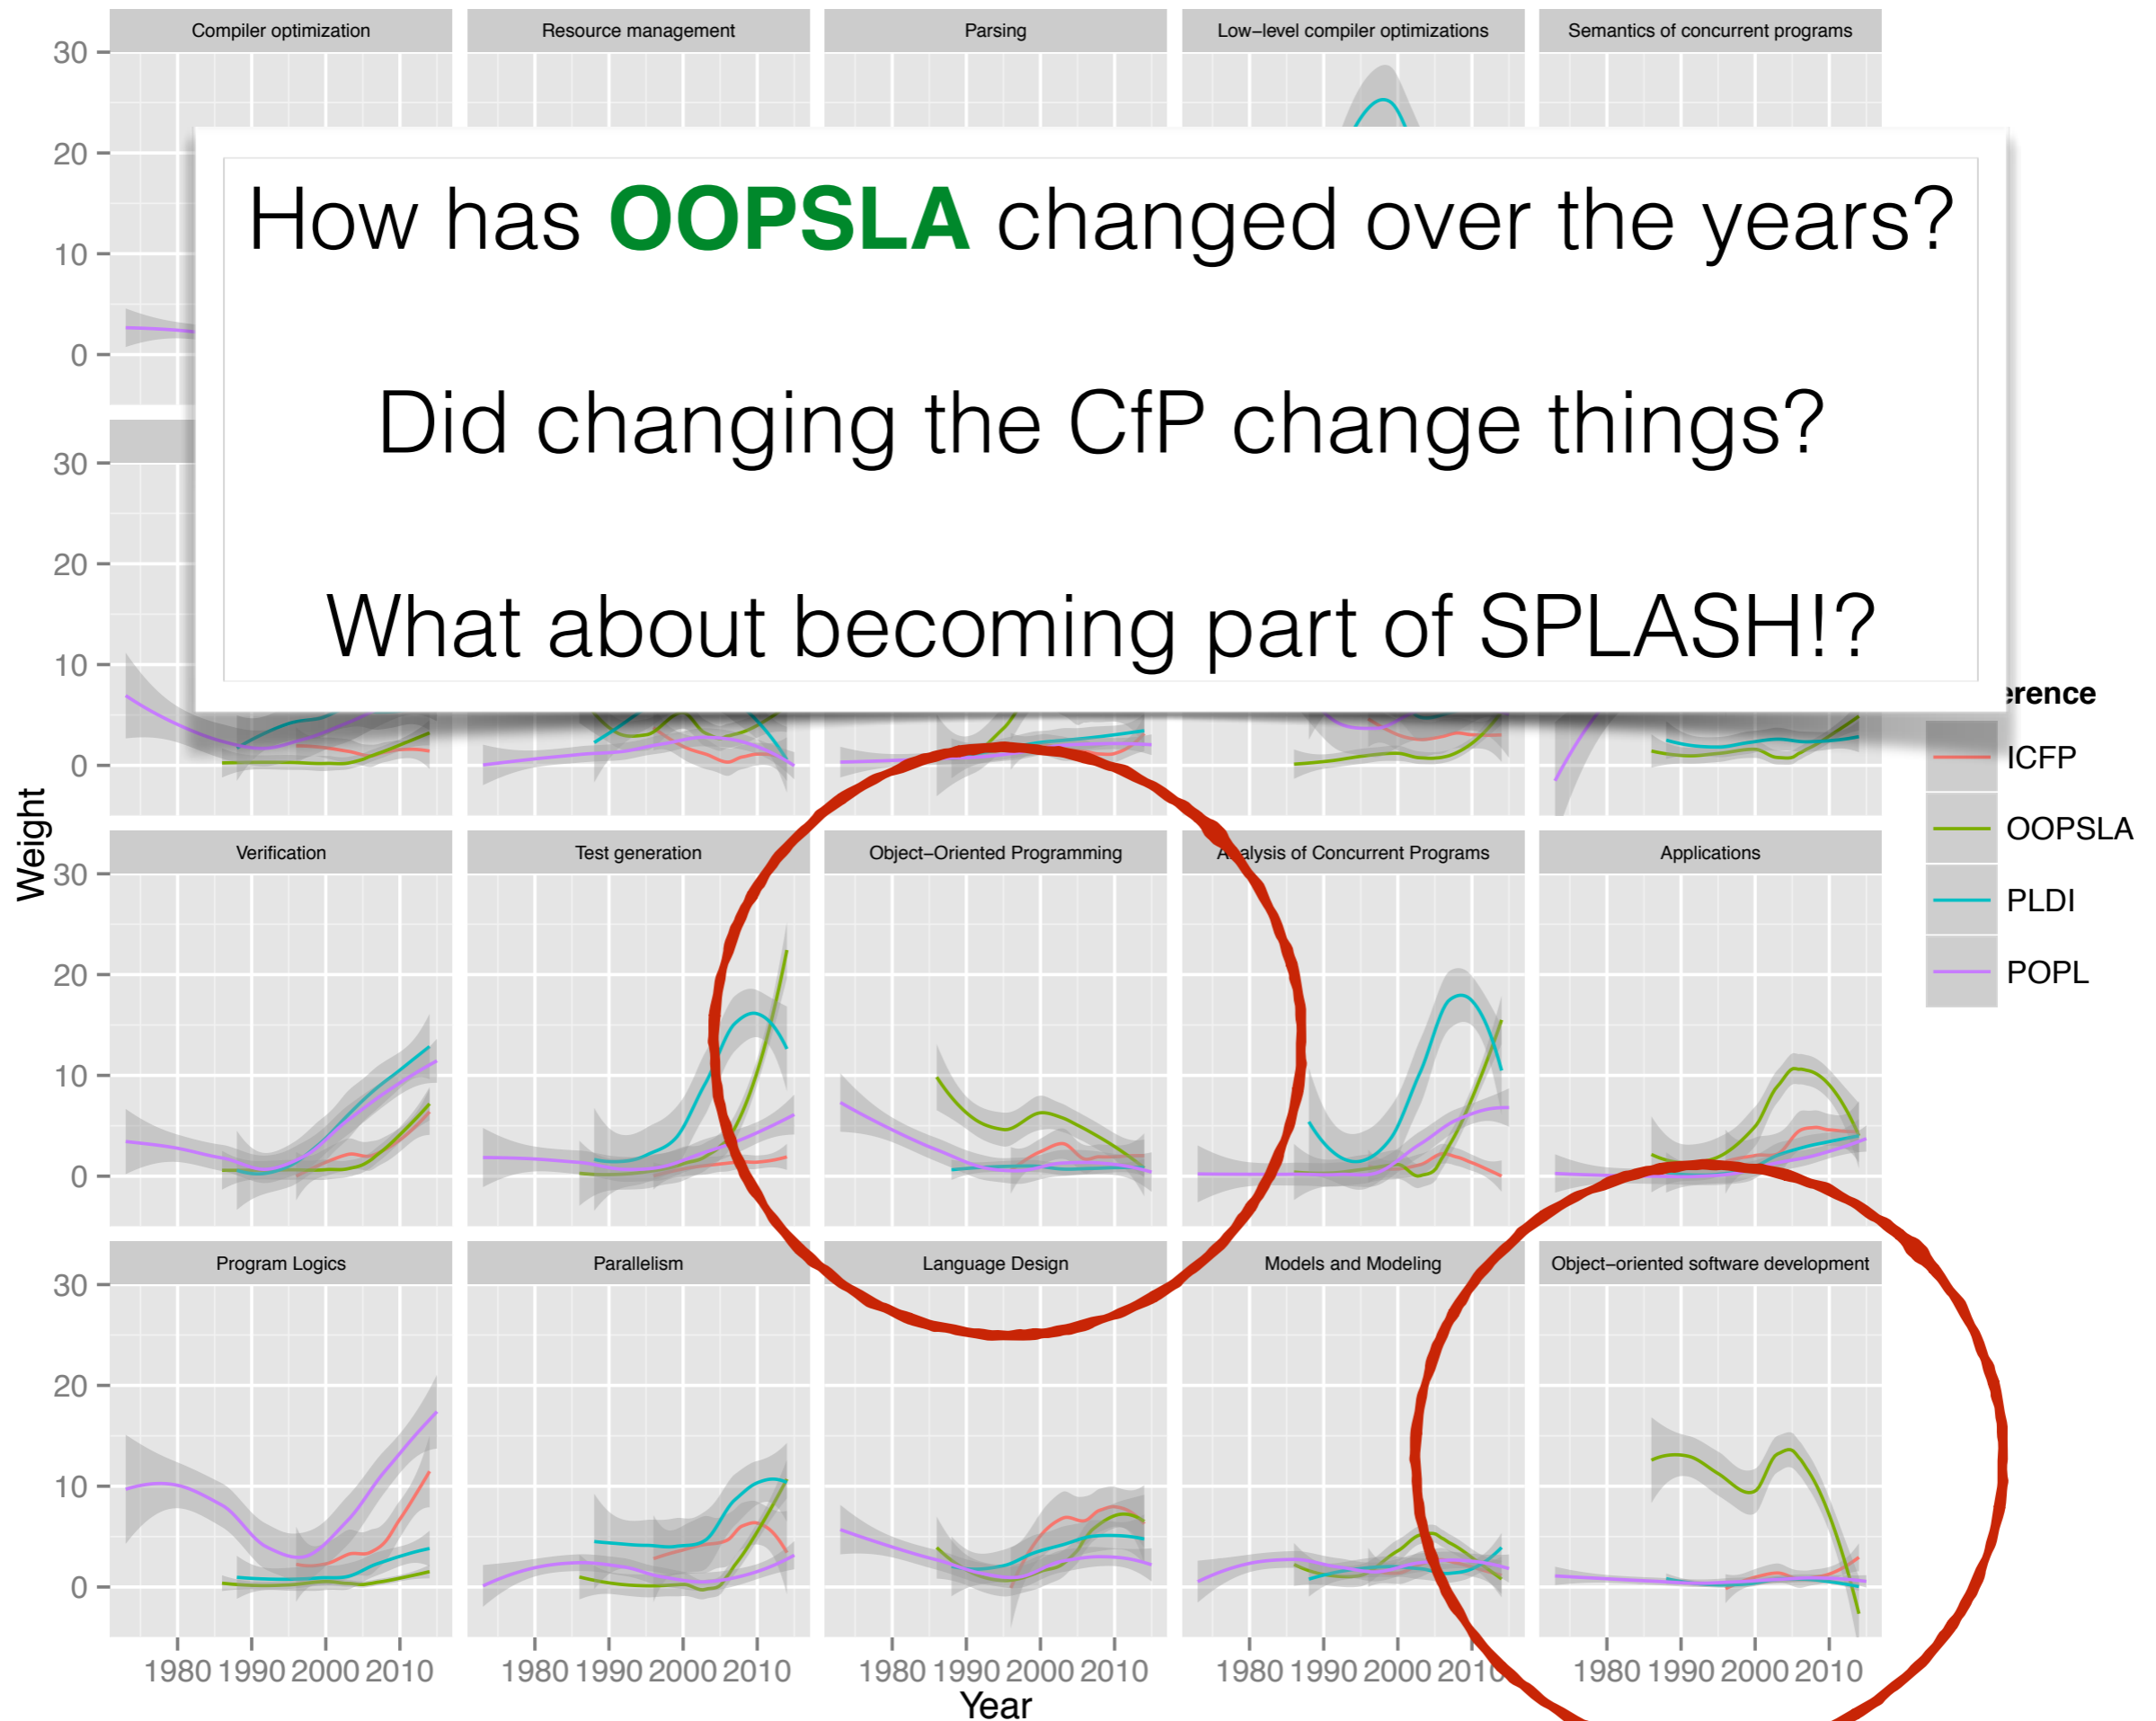 Compiler optimization
Resource management
Parsing
Low−level compiler optimizations
Semantics of concurrent programs
30
20
10
0
How has OOPSLA changed over the years?
Did changing the CfP change things?
What about becoming part of SPLASH!?
30
20
10
0
Weight
erence
ICFP
OOPSLA
PLDI
POPL
Verification
Test generation
Object−Oriented Programming
Analysis of Concurrent Programs
Applications
30
20
10
0
Program Logics
Parallelism
Language Design
Models and Modeling
Object−oriented software development
30
20
10
0
1980 1990 2000 2010
1980 1990 2000 2010
1980 1990 2000 2010
1980 1990 2000 2010
1980 1990 2000 2010
Year